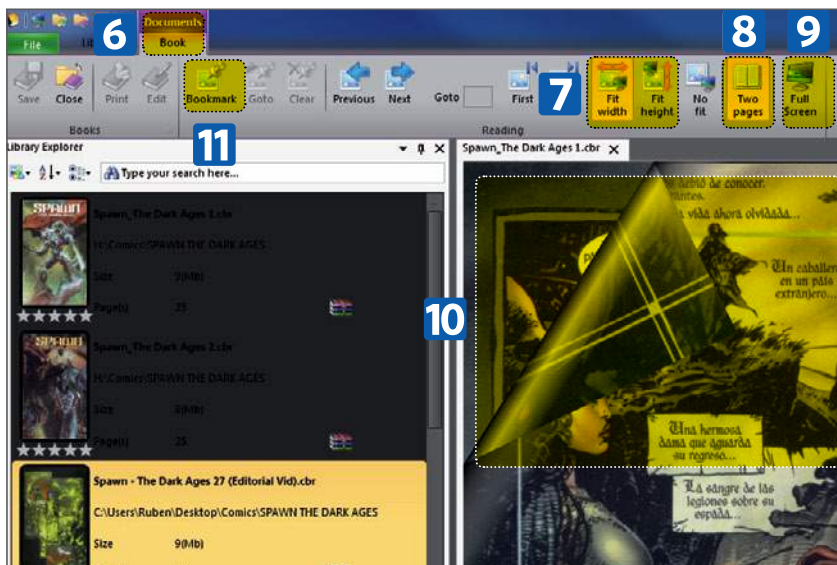 Documents
File
Book
6
8
9
Save
Close
Print
Edit
Bookmark
Goto
Clear
Previous
Next
Goto
First
7
Fit width
Fit height
No fit
Two pages
Full Screen
Books
Reading
11
Library Explorer
Type your search here...
Spawn_The Dark Ages 1.cbr
SPAWN
Spawn_The Dark Ages 1.cbr
H:\Comics\SPAWN THE DARK AGES
Size 9(Mb)
Page(s) 25
10
SPAWN
Spawn_The Dark Ages 2.cbr
H:\Comics\SPAWN THE DARK AGES
Size 8(Mb)
Page(s) 25
Spawn - The Dark Ages 27 (Editorial Vid).cbr
C:\Users\Ruben\Desktop\Comics\SPAWN THE DARK AGES
Size 9(Mb)
debió de conocer.
vida ahora olvidada...
Un caballer
en un país
extranjero...
Una hermosa
dama que aguarda
su regreso...
La sangre de las
legiones sobre su
espada...